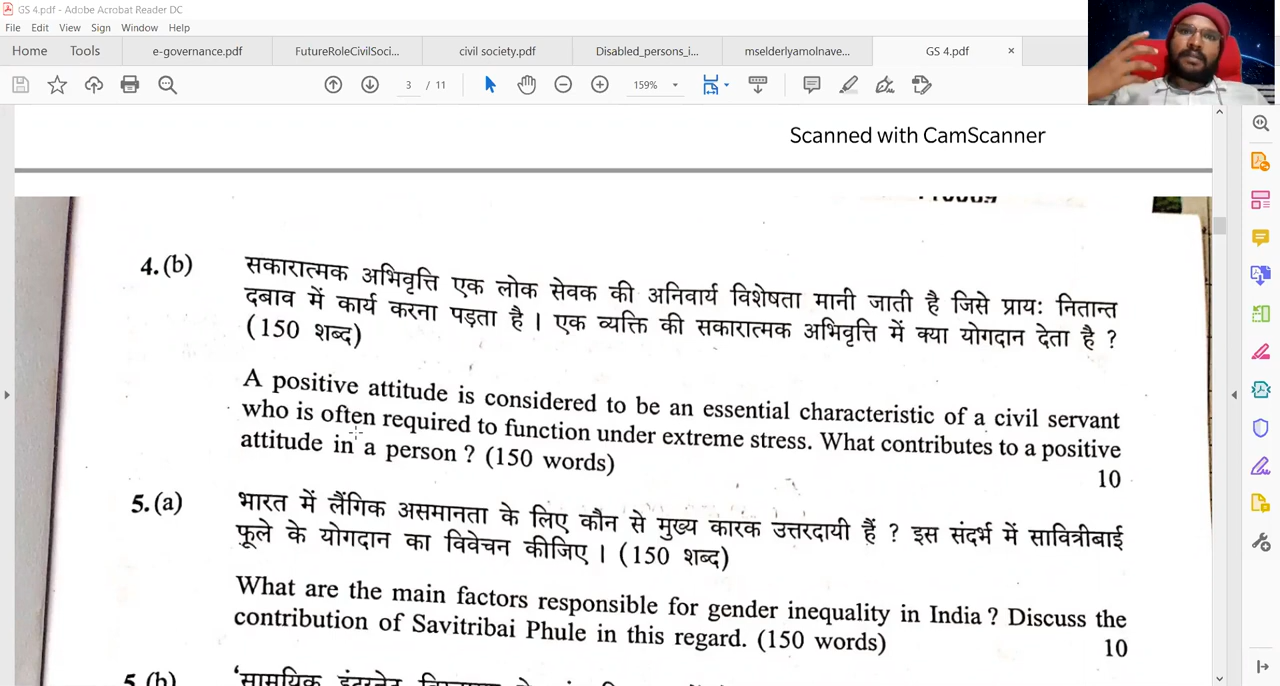 GS 4.pdf - Adobe Acrobat Reader DC
File Edit View Sign Window Help
Home Tools e-governance.pdf FutureRoleCivilSoci... civil society.pdf Disabled_persons_i... mselderlyamolnave... GS 4.pdf ×
3 / 11 159%
Scanned with CamScanner
4. (b) सकारात्मक अभिवृत्ति एक लोक सेवक की अनिवार्य विशेषता मानी जाती है जिसे प्रायः नितान्त
दबाव में कार्य करना पड़ता है । एक व्यक्ति की सकारात्मक अभिवृत्ति में क्या योगदान देता है ?
(150 शब्द)
A positive attitude is considered to be an essential characteristic of a civil servant
who is often required to function under extreme stress. What contributes to a positive
attitude in a person ? (150 words)
10
5. (a) भारत में लैंगिक असमानता के लिए कौन से मुख्य कारक उत्तरदायी हैं ? इस संदर्भ में सावित्रीबाई
फूले के योगदान का विवेचन कीजिए । (150 शब्द)
What are the main factors responsible for gender inequality in India ? Discuss the
contribution of Savitribai Phule in this regard. (150 words)
10
5. (b) 'सामयिक इंटरनेट